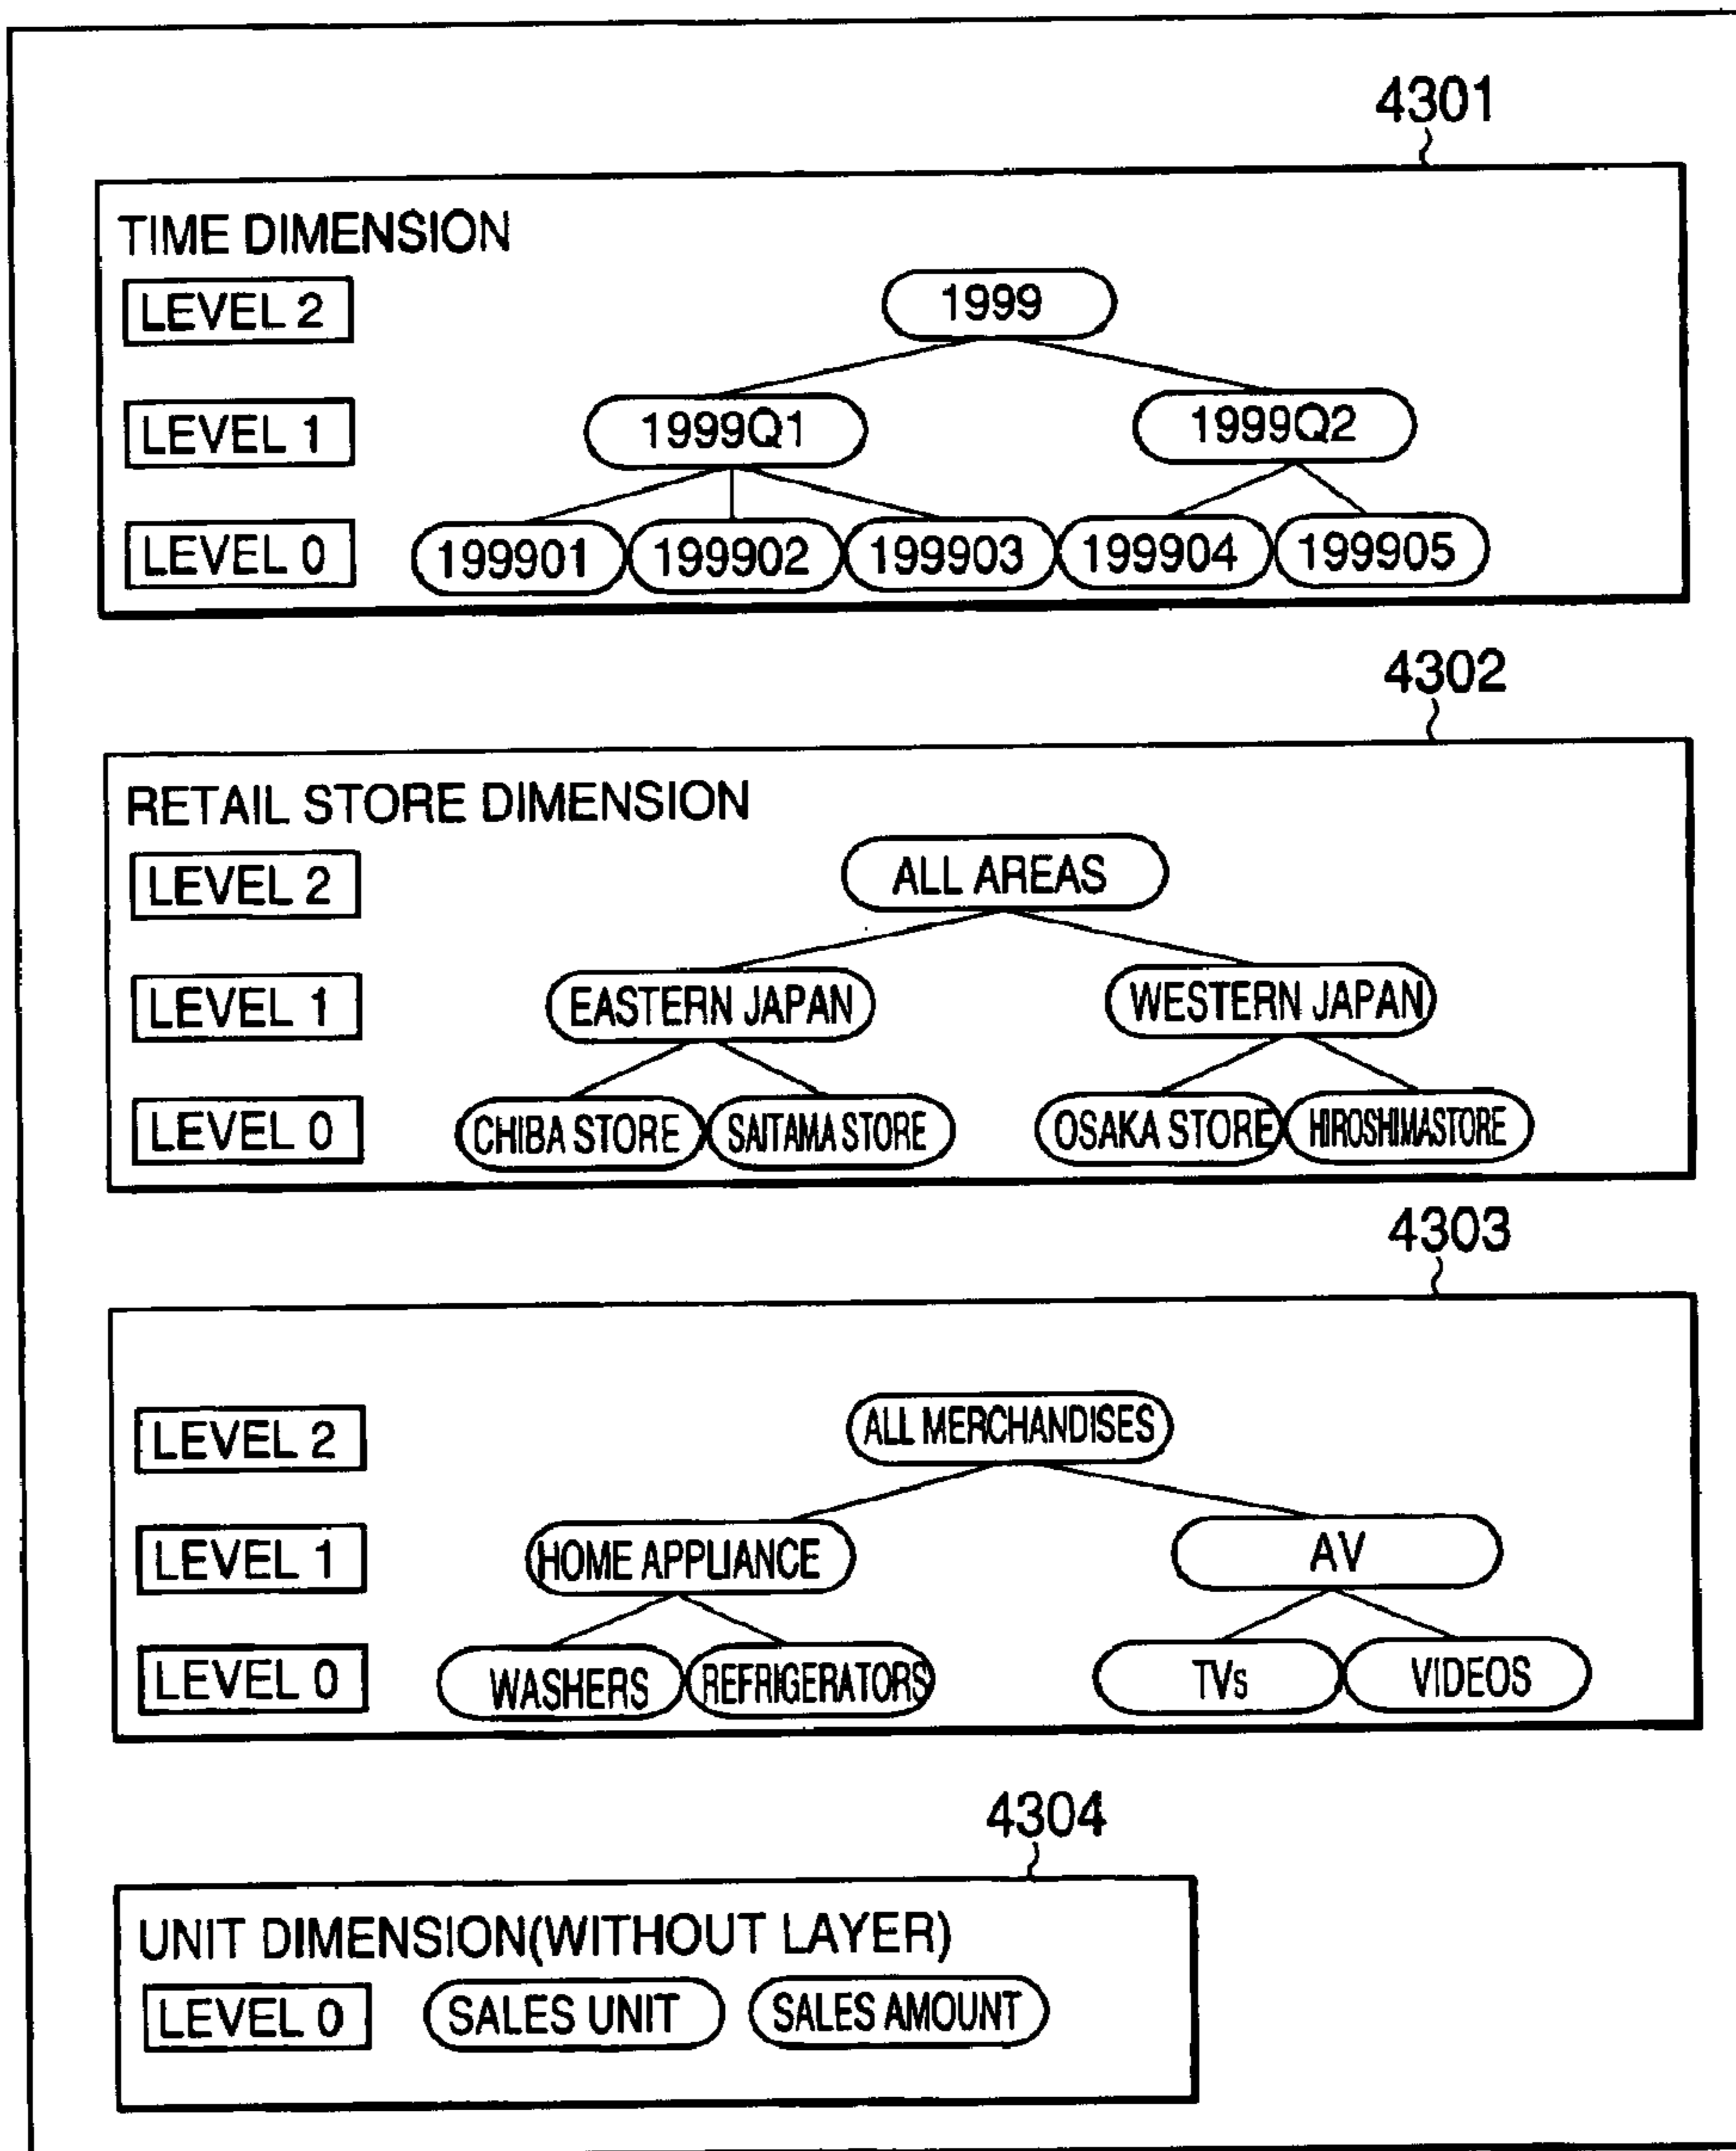 4301
TIME DIMENSION
LEVEL 2 1999
LEVEL 1 1999Q1 1999Q2
LEVEL 0 199901 199902 199903 199904 199905
4302
RETAIL STORE DIMENSION
LEVEL 2 ALL AREAS
LEVEL 1 EASTERN JAPAN WESTERN JAPAN
LEVEL 0 CHIBA STORE SAITAMA STORE OSAKA STORE HIROSHIMASTORE
4303
LEVEL 2 ALL MERCHANDISES
LEVEL 1 HOME APPLIANCE AV
LEVEL 0 WASHERS REFRIGERATORS TVs VIDEOS
4304
UNIT DIMENSION(WITHOUT LAYER)
LEVEL 0 SALES UNIT SALES AMOUNT